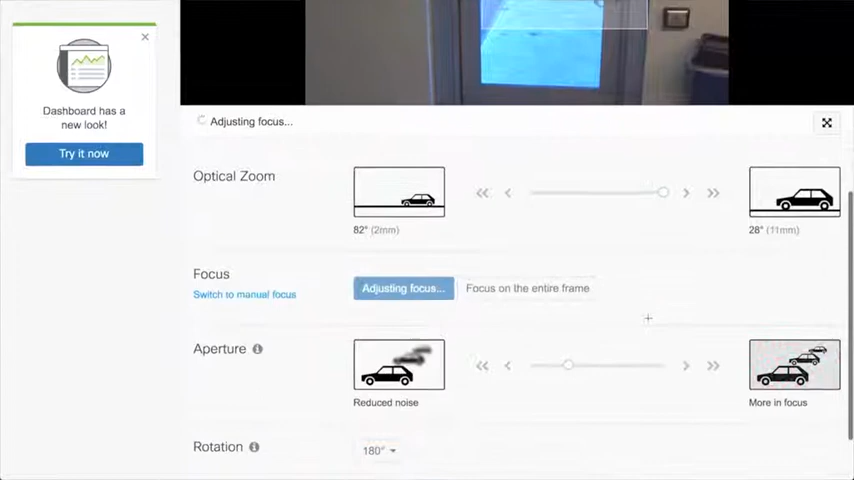 Dashboard has a
new look!
Try it now
Adjusting focus...
Optical Zoom
82° (2mm)
28° (11mm)
Focus
Switch to manual focus
Adjusting focus...
Focus on the entire frame
Aperture
Reduced noise
More in focus
Rotation
180°